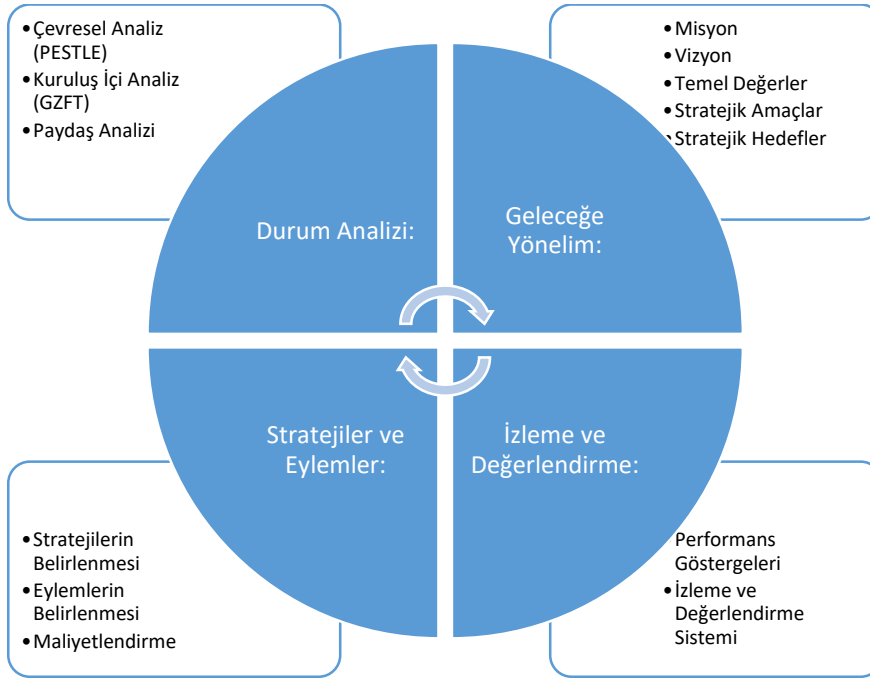 •Çevresel Analiz
(PESTLE)
•Kuruluş İçi Analiz
(GZFT)
•Paydaş Analizi
•Misyon
•Vizyon
•Temel Değerler
•Stratejik Amaçlar
•Stratejik Hedefler
Durum Analizi:
Geleceğe
Yönelim:
Stratejiler ve
Eylemler:
İzleme ve
Değerlendirme:
•Stratejilerin
Belirlenmesi
•Eylemlerin
Belirlenmesi
•Maliyetlendirme
Performans
Göstergeleri
•İzleme ve
Değerlendirme
Sistemi